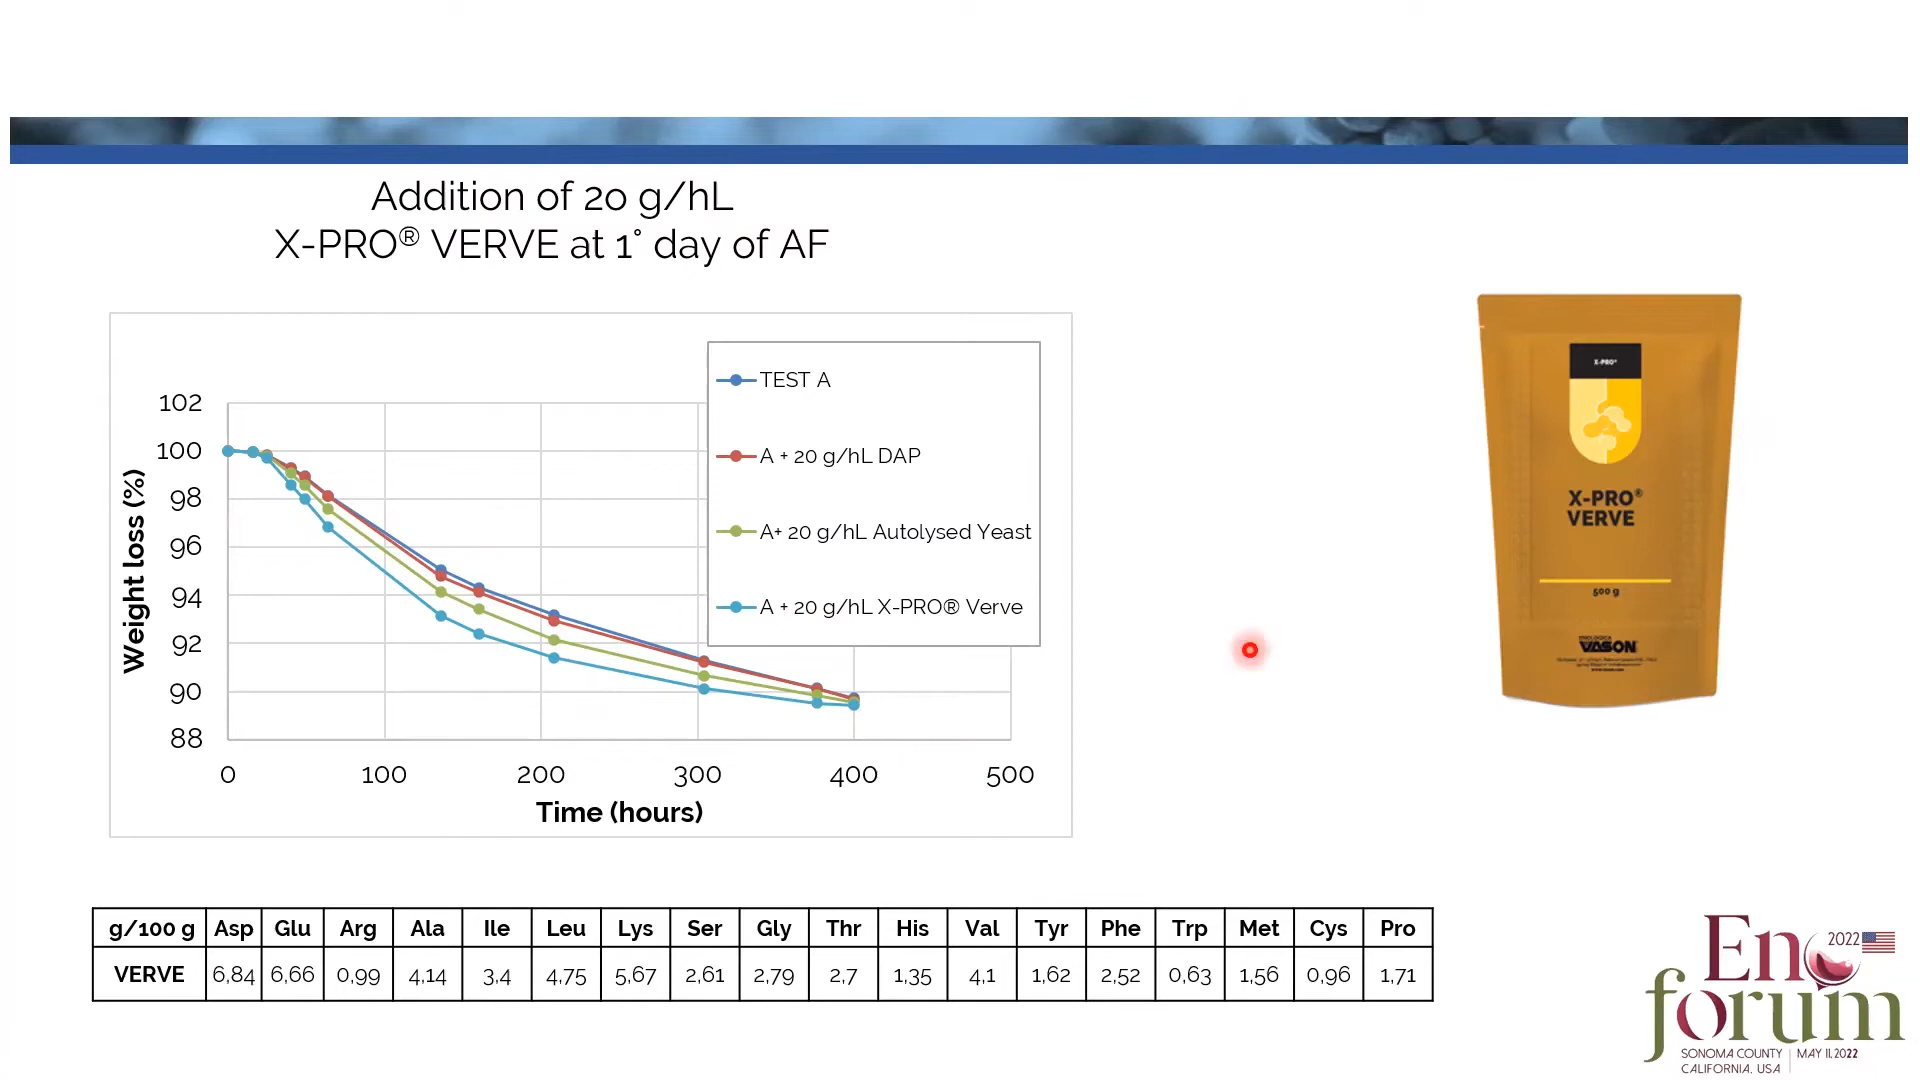 Addition of 20 g/hL
X-PRO® VERVE at 1° day of AF
TEST A
A + 20 g/hL DAP
A+ 20 g/hL Autolysed Yeast
A + 20 g/hL X-PRO® Verve
102
100
98
96
94
92
90
88
Weight loss (%)
0 100 200 300 400 500
Time (hours)
X-PRO®
X-PRO®
VERVE
500 g
VASON
g/100 g Asp Glu Arg Ala Ile Leu Lys Ser Gly Thr His Val Tyr Phe Trp Met Cys Pro
VERVE 6,84 6,66 0,99 4,14 3,4 4,75 5,67 2,61 2,79 2,7 1,35 4,1 1,62 2,52 0,63 1,56 0,96 1,71
Eno 2022
forum
SONOMA COUNTY | MAY 11, 2022
CALIFORNIA, USA